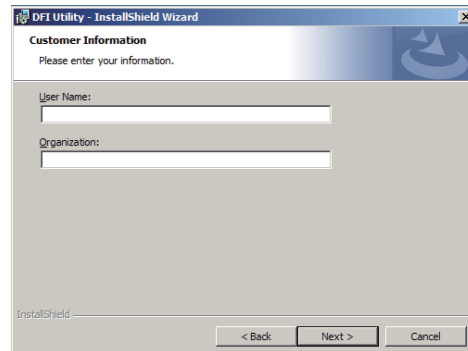 DFI Utility - InstallShield Wizard
Customer Information
Please enter your information.
User Name:
Organization:
InstallShield
< Back
Next >
Cancel